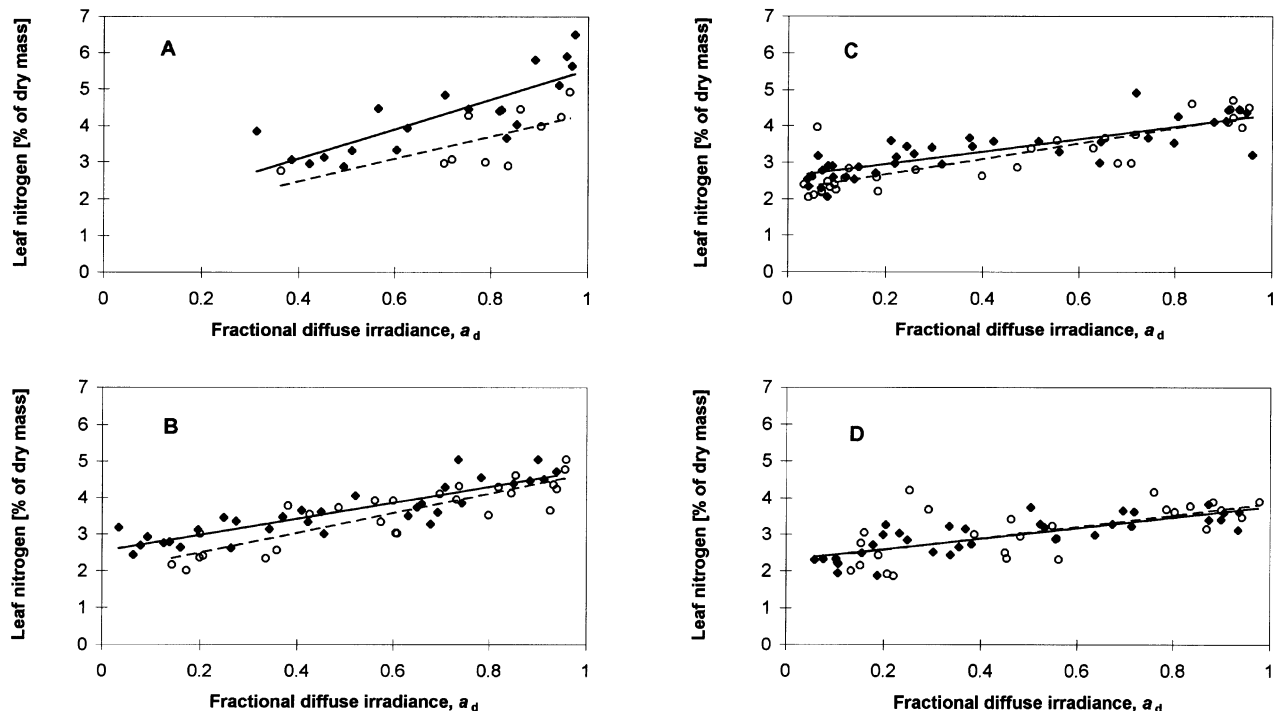 7
6
5
4
3
2
1
0
Leaf nitrogen [% of dry mass]
A
0 0.2 0.4 0.6 0.8 1
Fractional diffuse irradiance, a d
7
6
5
4
3
2
1
0
Leaf nitrogen [% of dry mass]
C
0 0.2 0.4 0.6 0.8 1
Fractional diffuse irradiance, a d
7
6
5
4
3
2
1
0
Leaf nitrogen [% of dry mass]
B
0 0.2 0.4 0.6 0.8 1
Fractional diffuse irradiance, a d
7
6
5
4
3
2
1
0
Leaf nitrogen [% of dry mass]
D
0 0.2 0.4 0.6 0.8 1
Fractional diffuse irradiance, a d